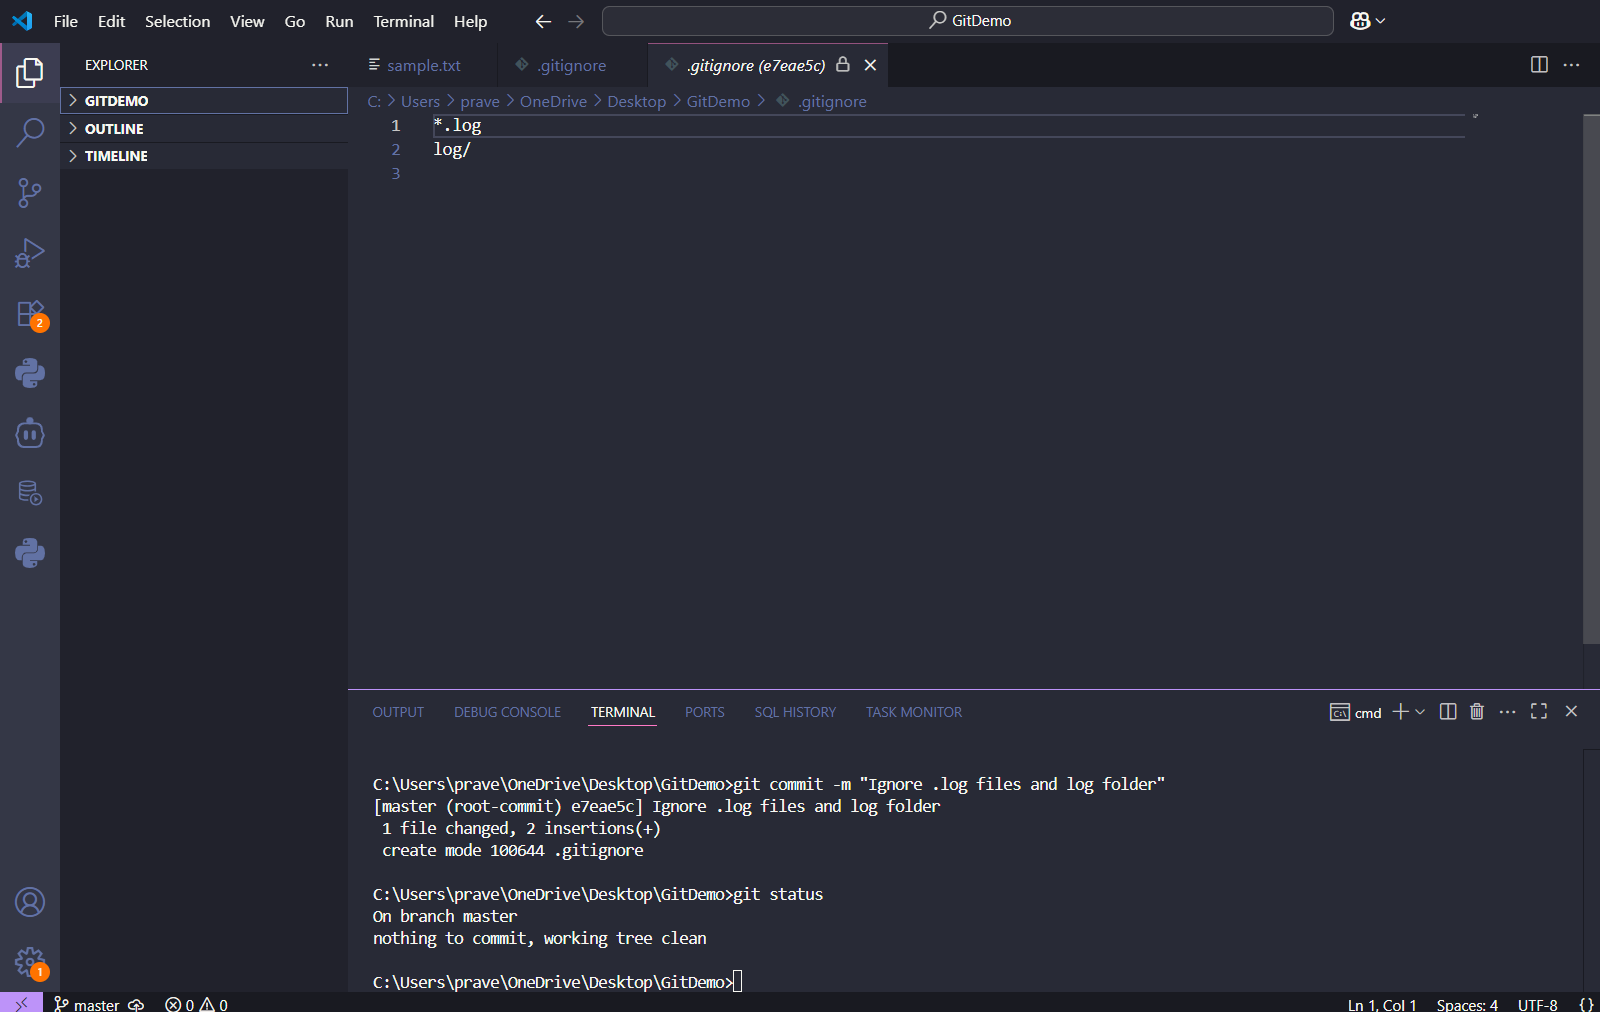 File Edit Selection View Go Run Terminal Help GitDemo
EXPLORER ...
GITDEMO
OUTLINE
TIMELINE
2
1
sample.txt .gitignore .gitignore (e7eae5c)
C: > Users > prave > OneDrive > Desktop > GitDemo > .gitignore
1 *.log
2 log/
3
OUTPUT DEBUG CONSOLE TERMINAL PORTS SQL HISTORY TASK MONITOR cmd
C:\Users\prave\OneDrive\Desktop\GitDemo>git commit -m "Ignore .log files and log folder"
[master (root-commit) e7eae5c] Ignore .log files and log folder
1 file changed, 2 insertions(+)
create mode 100644 .gitignore
C:\Users\prave\OneDrive\Desktop\GitDemo>git status
On branch master
nothing to commit, working tree clean
C:\Users\prave\OneDrive\Desktop\GitDemo>
master 0 0 Ln 1, Col 1 Spaces: 4 UTF-8 {}